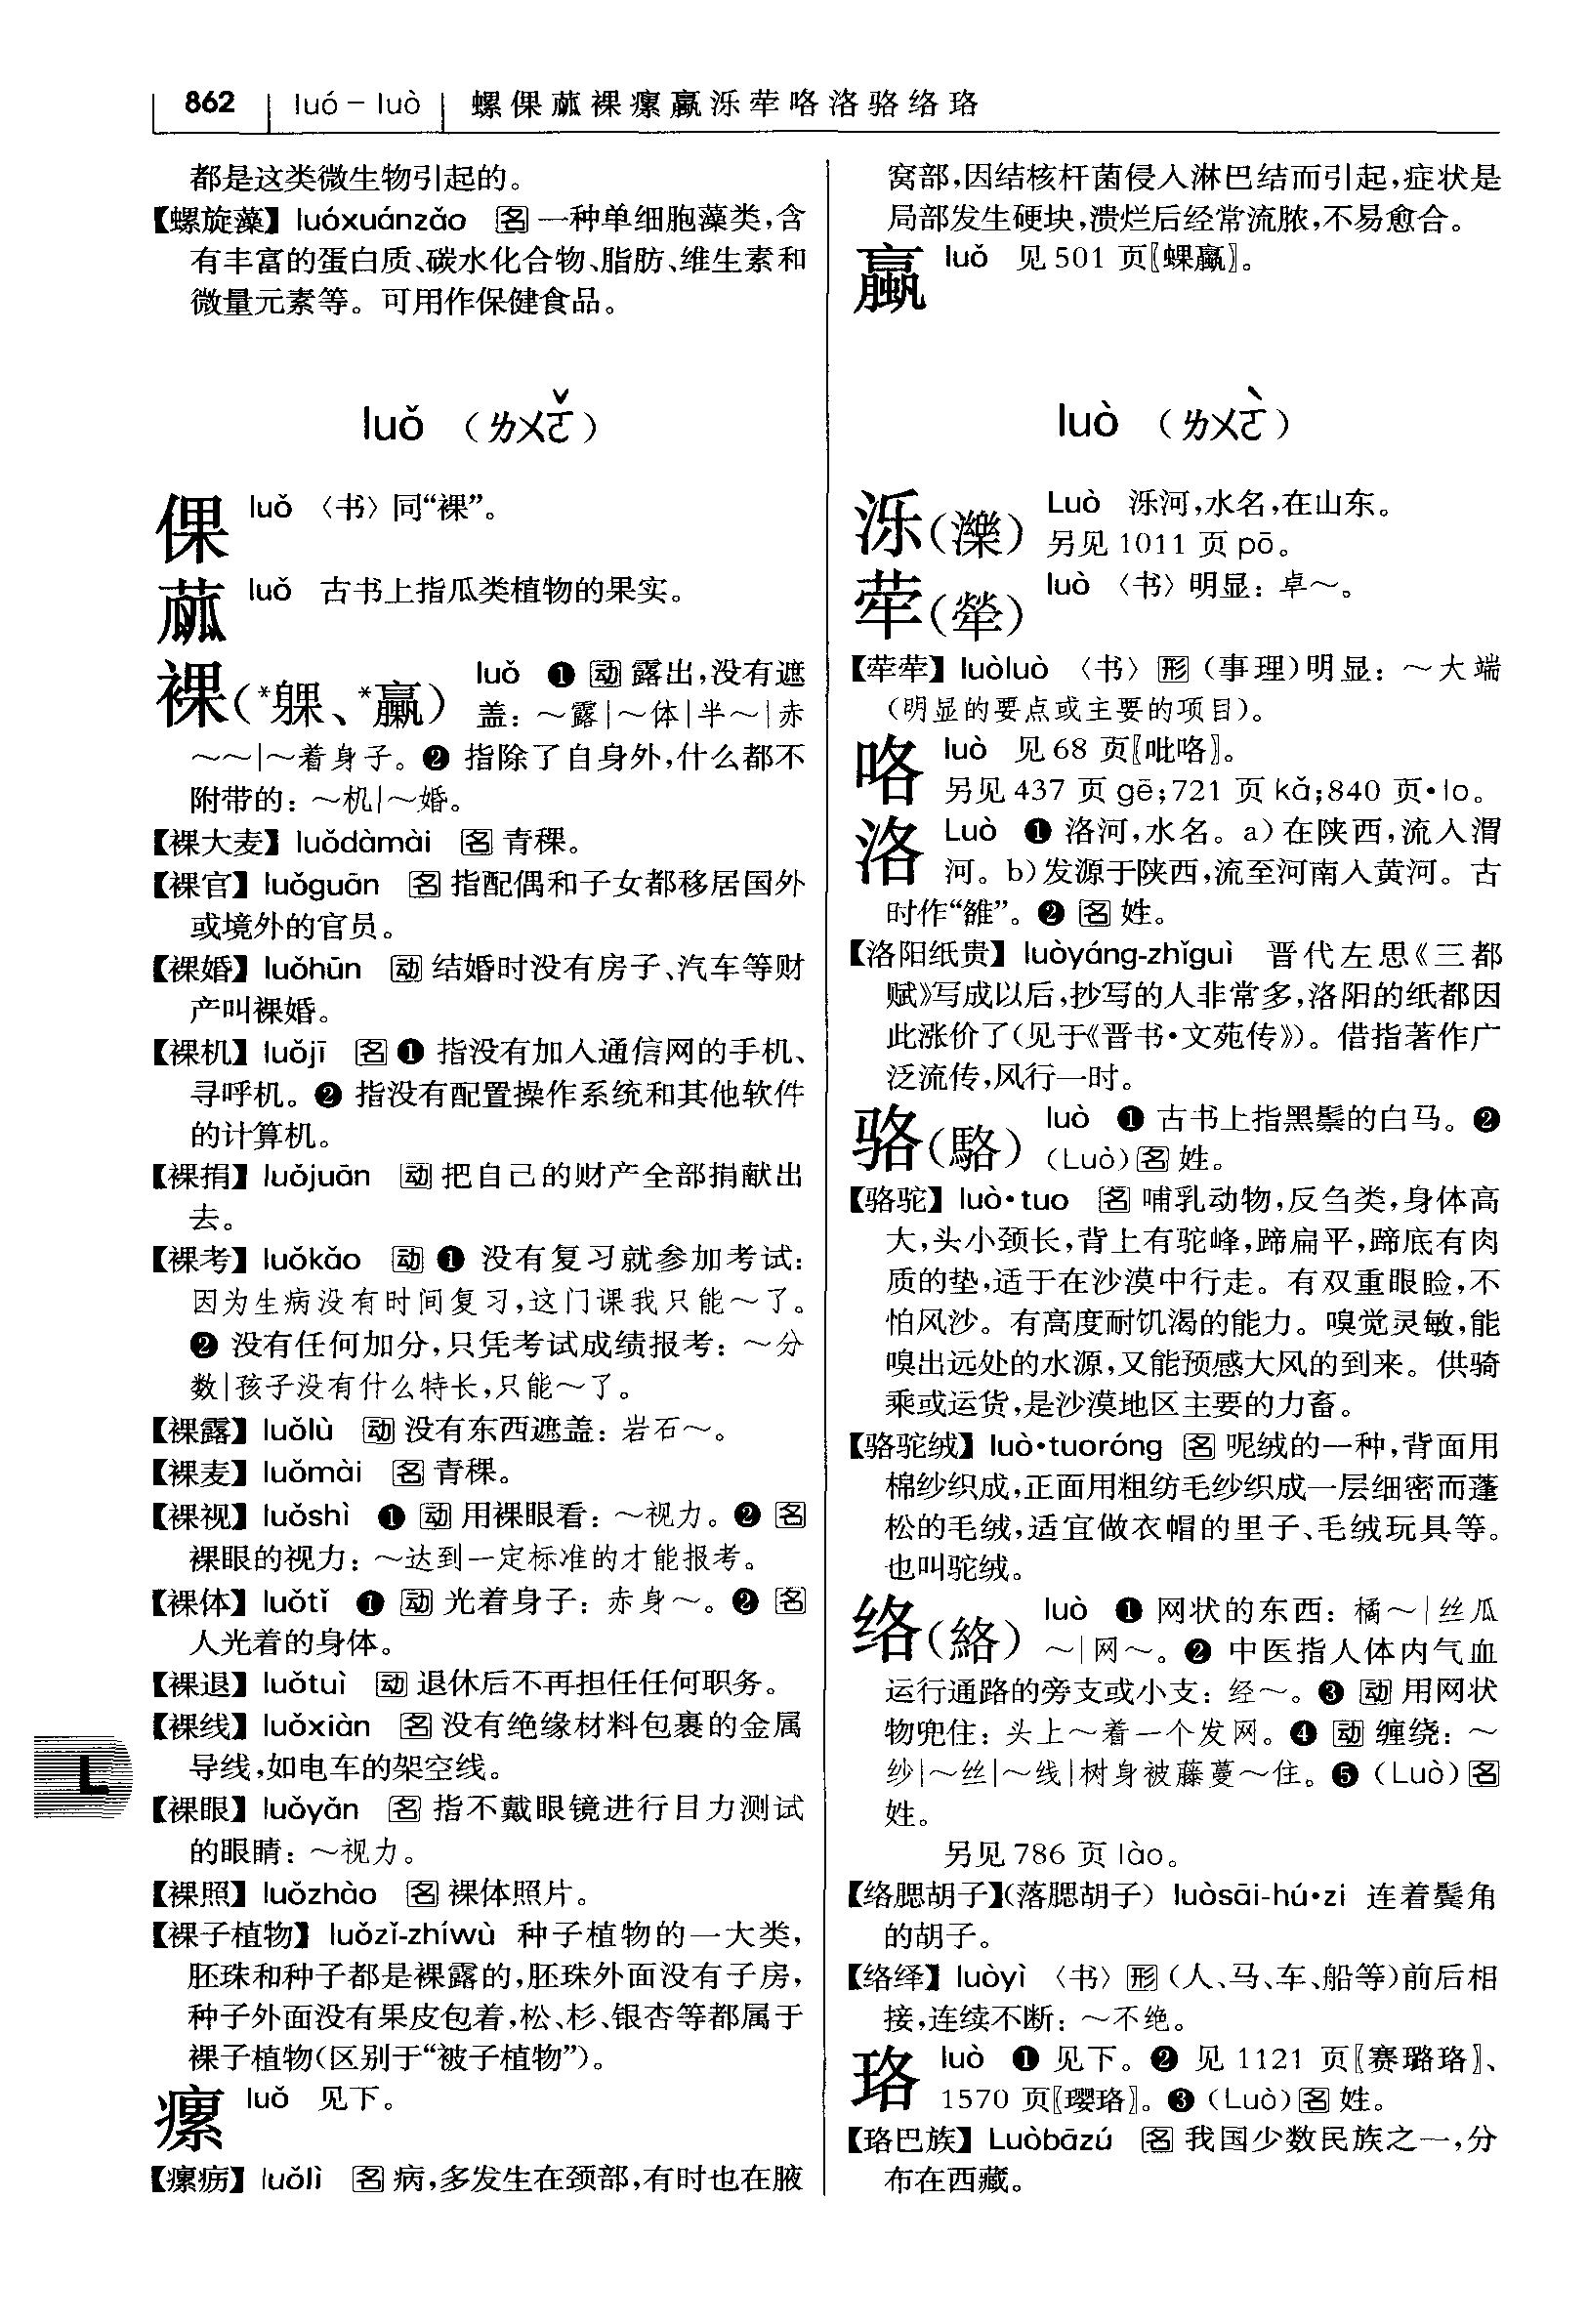 862 luó－luò 螺倮蓏裸瘰蠃泺荦咯洛骆络珞
都是这类微生物引起的。
【螺旋藻】luóxuánzǎo 名 一种单细胞藻类,含
有丰富的蛋白质、碳水化合物、脂肪、维生素和
微量元素等。可用作保健食品。
luǒ （ㄌㄨㄛˇ）
倮 luǒ 〈书〉同“裸”。
蓏 luǒ 古书上指瓜类植物的果实。
裸（*躶、*臝） luǒ ❶ 动 露出,没有遮
盖：～露|～体|半～|赤
～～|～着身子。❷ 指除了自身外,什么都不
附带的：～机|～婚。
【裸大麦】luǒdàmài 名 青稞。
【裸官】luǒguān 名 指配偶和子女都移居国外
或境外的官员。
【裸婚】luǒhūn 动 结婚时没有房子、汽车等财
产叫裸婚。
【裸机】luǒjī 名 ❶ 指没有加入通信网的手机、
寻呼机。❷ 指没有配置操作系统和其他软件
的计算机。
【裸捐】luǒjuān 动 把自己的财产全部捐献出
去。
【裸考】luǒkǎo 动 ❶ 没有复习就参加考试：
因为生病没有时间复习,这门课我只能～了。
❷ 没有任何加分,只凭考试成绩报考：～分
数|孩子没有什么特长,只能～了。
【裸露】luǒlù 动 没有东西遮盖：岩石～。
【裸麦】luǒmài 名 青稞。
【裸视】luǒshì ❶ 动 用裸眼看：～视力。❷ 名
裸眼的视力：～达到一定标准的才能报考。
【裸体】luǒtǐ ❶ 动 光着身子：赤身～。❷ 名
人光着的身体。
【裸退】luǒtuì 动 退休后不再担任任何职务。
【裸线】luǒxiàn 名 没有绝缘材料包裹的金属
导线,如电车的架空线。
【裸眼】luǒyǎn 名 指不戴眼镜进行目力测试
的眼睛：～视力。
【裸照】luǒzhào 名 裸体照片。
【裸子植物】luǒzǐ-zhíwù 种子植物的一大类,
胚珠和种子都是裸露的,胚珠外面没有子房,
种子外面没有果皮包着,松、杉、银杏等都属于
裸子植物(区别于“被子植物”)。
瘰 luǒ 见下。
【瘰疬】luǒlì 名 病,多发生在颈部,有时也在腋
L
窝部,因结核杆菌侵入淋巴结而引起,症状是
局部发生硬块,溃烂后经常流脓,不易愈合。
蠃 luǒ 见 501 页〖蜾蠃〗。
luò （ㄌㄨㄛˋ）
泺（濼） Luò 泺河,水名,在山东。
另见 1011 页 pō。
荦（犖） luò 〈书〉明显：卓～。
【荦荦】luòluò 〈书〉形 (事理)明显：～大端
(明显的要点或主要的项目)。
咯 luò 见 68 页〖吡咯〗。
另见 437 页 gē;721 页 kǎ;840 页•lo。
洛 Luò ❶ 洛河,水名。a) 在陕西,流入渭
河。b) 发源于陕西,流至河南入黄河。古
时作“雒”。❷ 名 姓。
【洛阳纸贵】luòyáng-zhǐguì 晋代左思《三都
赋》写成以后,抄写的人非常多,洛阳的纸都因
此涨价了(见于《晋书•文苑传》)。借指著作广
泛流传,风行一时。
骆（駱） luò ❶ 古书上指黑鬃的白马。❷
(Luò) 名 姓。
【骆驼】luò•tuo 名 哺乳动物,反刍类,身体高
大,头小颈长,背上有驼峰,蹄扁平,蹄底有肉
质的垫,适于在沙漠中行走。有双重眼睑,不
怕风沙。有高度耐饥渴的能力。嗅觉灵敏,能
嗅出远处的水源,又能预感大风的到来。供骑
乘或运货,是沙漠地区主要的力畜。
【骆驼绒】luò•tuoróng 名 呢绒的一种,背面用
棉纱织成,正面用粗纺毛纱织成一层细密而蓬
松的毛绒,适宜做衣帽的里子、毛绒玩具等。
也叫驼绒。
络（絡） luò ❶ 网状的东西：橘～|丝瓜
～|网～。❷ 中医指人体内气血
运行通路的旁支或小支：经～。❸ 动 用网状
物兜住：头上～着一个发网。❹ 动 缠绕：～
纱|～丝|～线|树身被藤蔓～住。❺ (Luò) 名
姓。
另见 786 页 lào。
【络腮胡子】(落腮胡子) luòsāi-hú•zi 连着鬓角
的胡子。
【络绎】luòyì 〈书〉形 (人、马、车、船等)前后相
接,连续不断：～不绝。
珞 luò ❶ 见下。❷ 见 1121 页〖赛璐珞〗、
1570 页〖璎珞〗。❸ (Luò) 名 姓。
【珞巴族】Luòbāzú 名 我国少数民族之一,分
布在西藏。